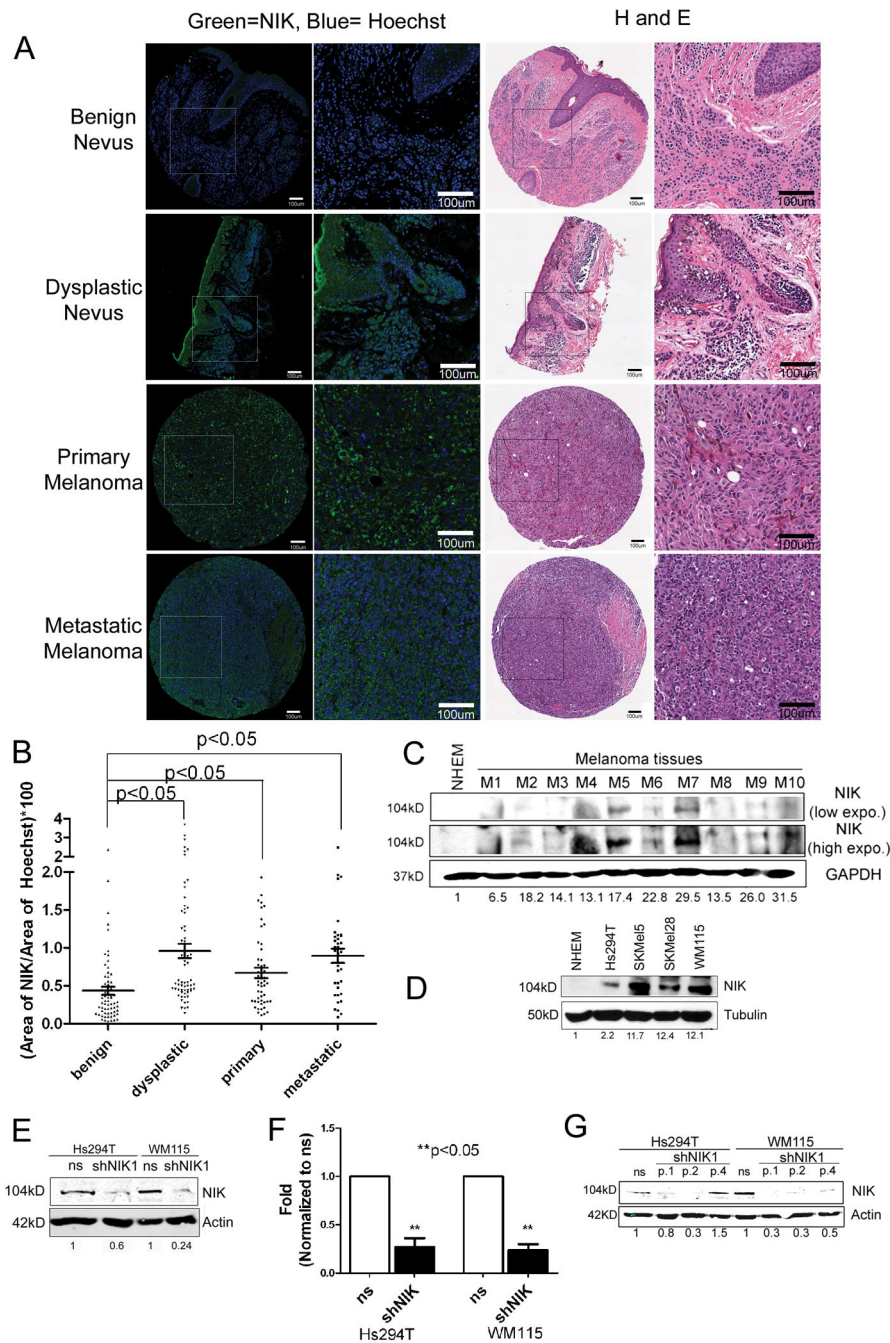 Green=NIK, Blue= Hoechst
H and E
A
Benign
Nevus
100um
100um
100um
100um
Dysplastic
Nevus
100um
100um
100um
100um
Primary
Melanoma
100um
100um
100um
100um
Metastatic
Melanoma
100um
100um
100um
100um
B
p<0.05
p<0.05
p<0.05
(Area of NIK/Area of Hoechst)*100
4
3
2
2.0
1.5
1.0
0.5
0.0
benign
dysplastic
primary
metastatic
C
NHEM
Melanoma tissues
M1 M2 M3 M4 M5 M6 M7 M8 M9 M10
104kD NIK (low expo.)
104kD NIK (high expo.)
37kD GAPDH
1 6.5 18.2 14.1 13.1 17.4 22.8 29.5 13.5 26.0 31.5
D
NHEM Hs294T SKMel5 SKMel28 WM115
104kD NIK
50kD Tubulin
1 2.2 11.7 12.4 12.1
E
Hs294T WM115
ns shNIK1 ns shNIK1
104kD NIK
42kD Actin
1 0.6 1 0.24
F
Fold
(Normalized to ns)
1.5
1.0
0.5
0.0
**p<0.05
** **
ns shNIK ns shNIK
Hs294T WM115
G
Hs294T WM115
shNIK1 shNIK1
ns p.1 p.2 p.4 ns p.1 p.2 p.4
104kD NIK
42kD Actin
1 0.8 0.3 1.5 1 0.3 0.3 0.5